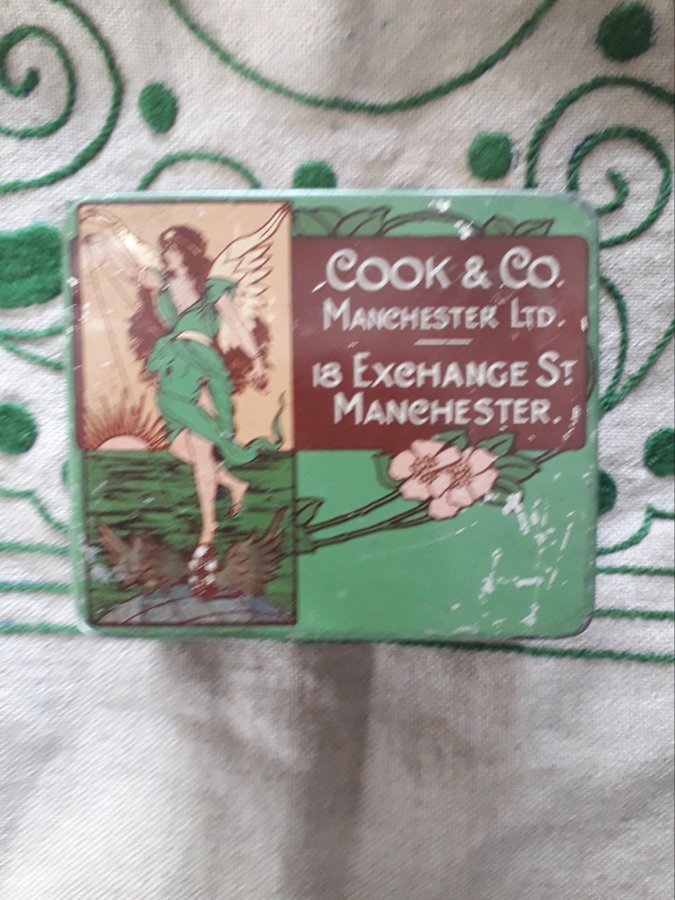 COOK & CO.
MANCHESTER LTD.
18 EXCHANGE ST
MANCHESTER.